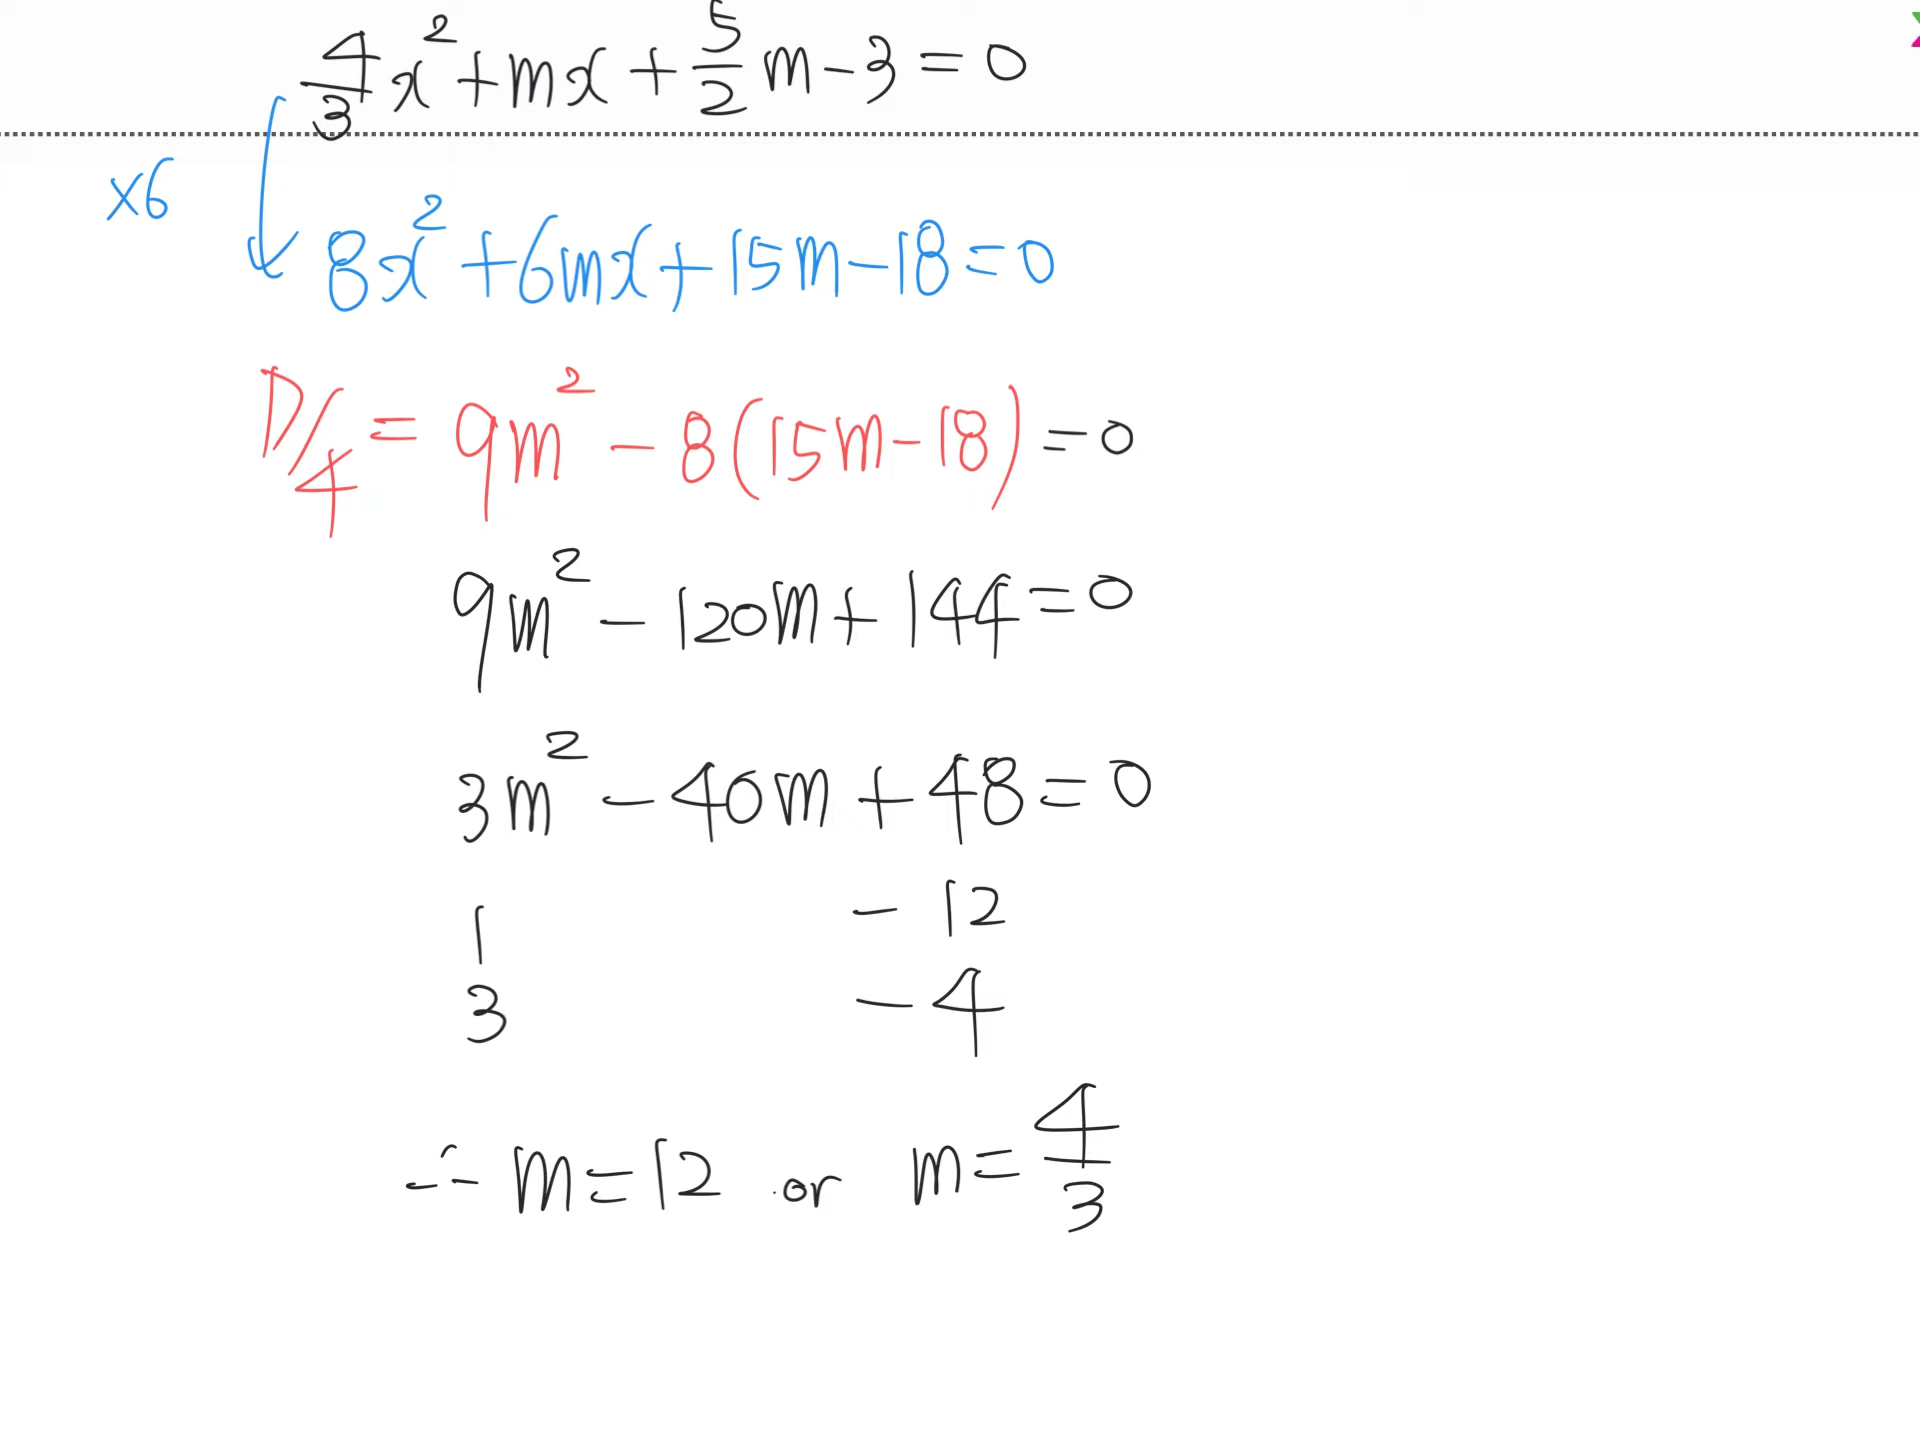 4/3 x² + mx + 5/2 m - 3 = 0
×6
8x² + 6mx + 15m - 18 = 0
D/4 = 9m² - 8(15m - 18) = 0
9m² - 120m + 144 = 0
3m² - 40m + 48 = 0
1 - 12
3 - 4
∴ m = 12 or m = 4/3